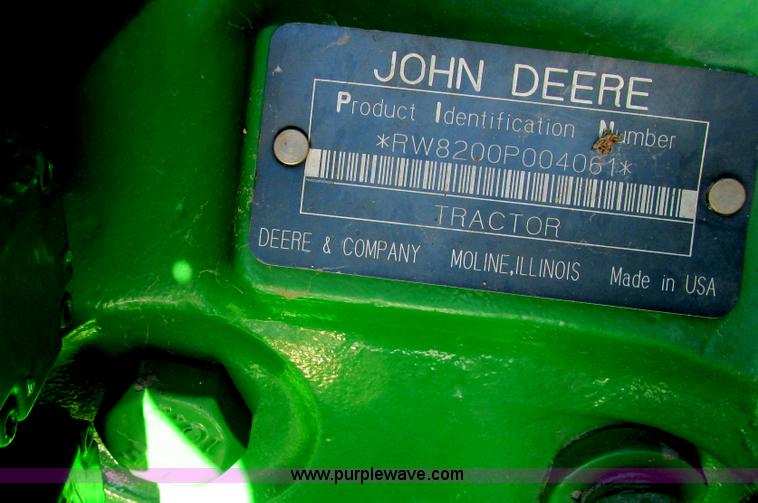 JOHN DEERE
Product Identification Number
*RW8200P004061*
TRACTOR
DEERE & COMPANY MOLINE,ILLINOIS Made in USA
www.purplewave.com